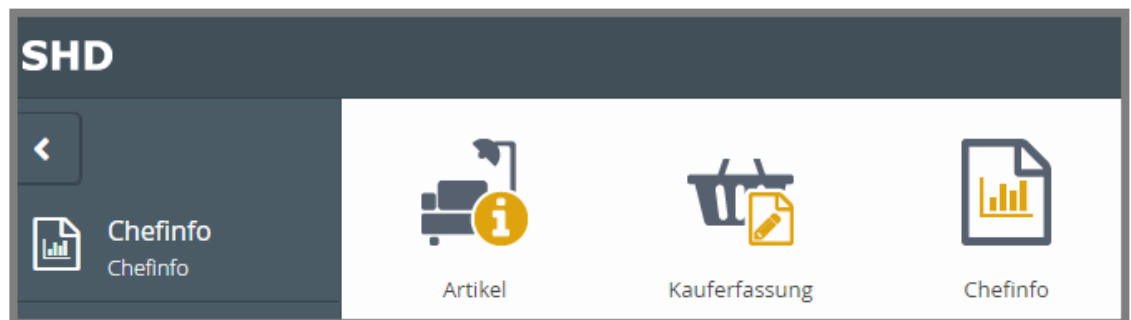 SHD
Chefinfo
Chefinfo
Artikel
Kauferfassung
Chefinfo